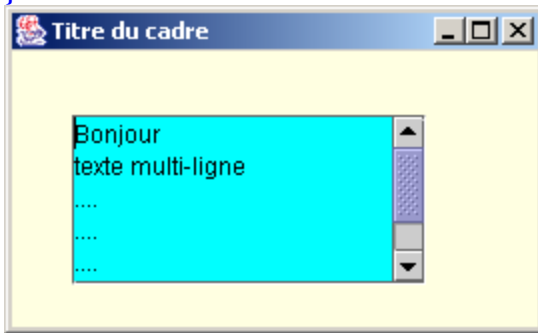 }
Titre du cadre
Bonjour
texte multi-ligne
....
....
....